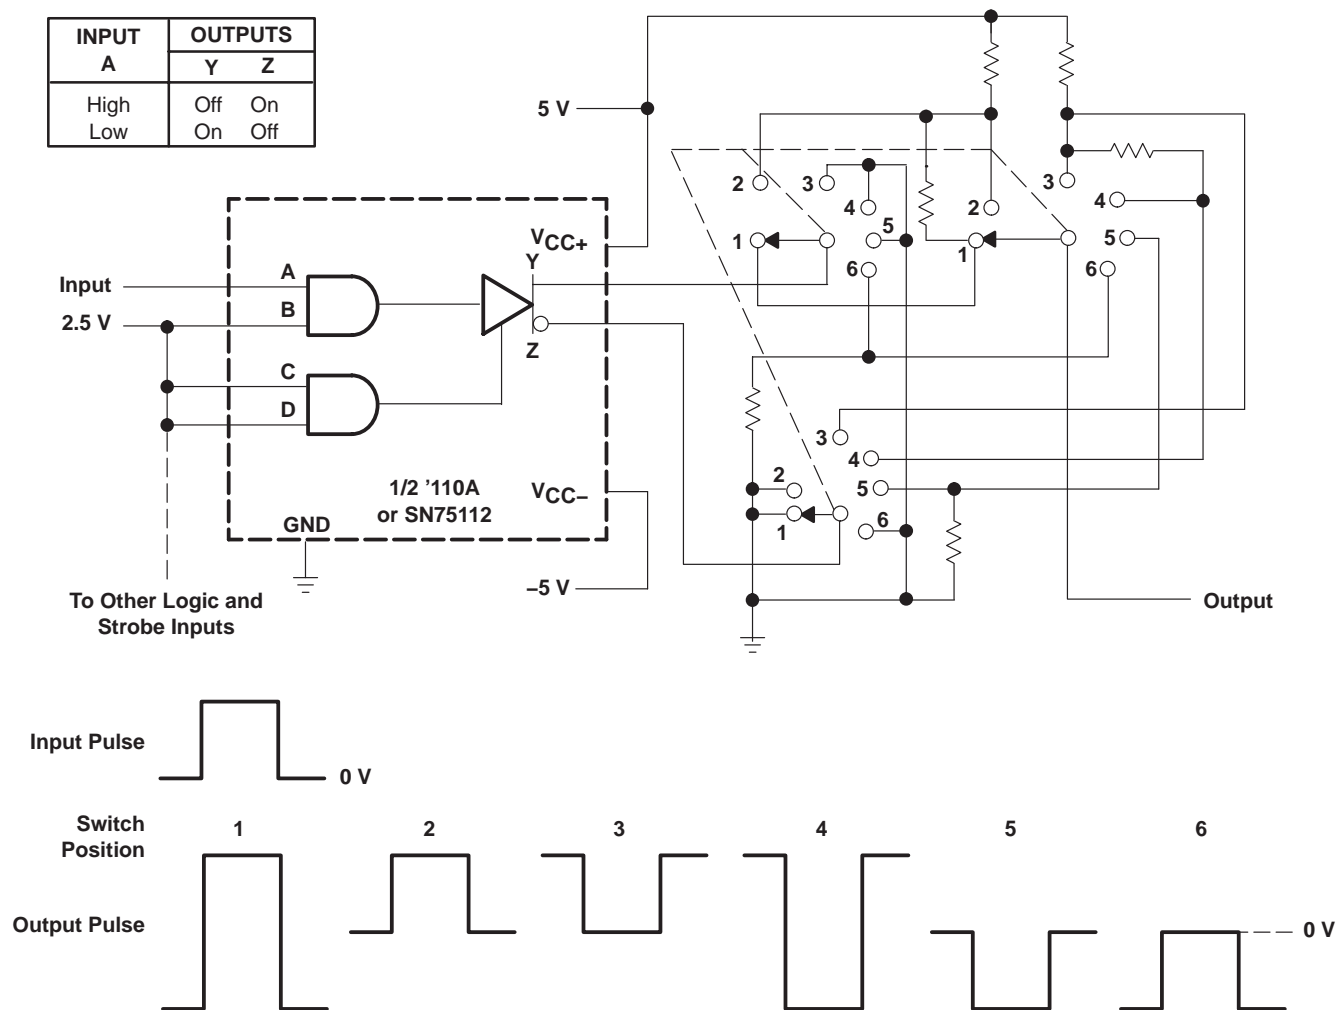 INPUT OUTPUTS
A Y Z
High Off On
Low On Off
5 V
2 3 4 5 6 1
2 3 4 5 6 1
VCC+
Y
A
Input
B
2.5 V
Z
C
D
3
4
2
5
1
6
1/2 ’110A
or SN75112
VCC–
GND
–5 V
To Other Logic and
Strobe Inputs
Output
Input Pulse
0 V
Switch
Position
1 2 3 4 5 6
Output Pulse
0 V